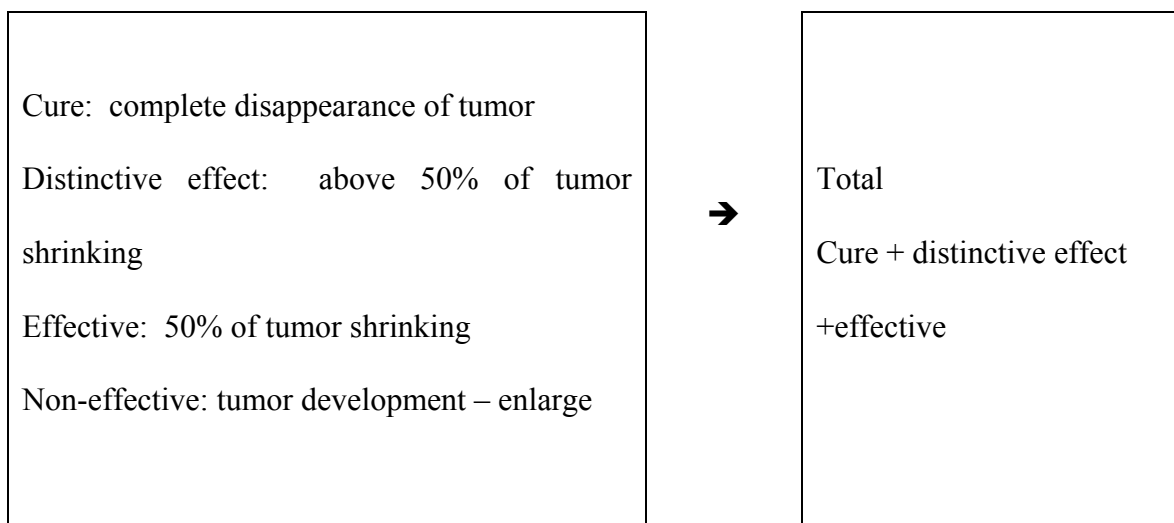 Cure: complete disappearance of tumor
Distinctive effect: above 50% of tumor
shrinking
Effective: 50% of tumor shrinking
Non-effective: tumor development – enlarge
➔
Total
Cure + distinctive effect
+effective